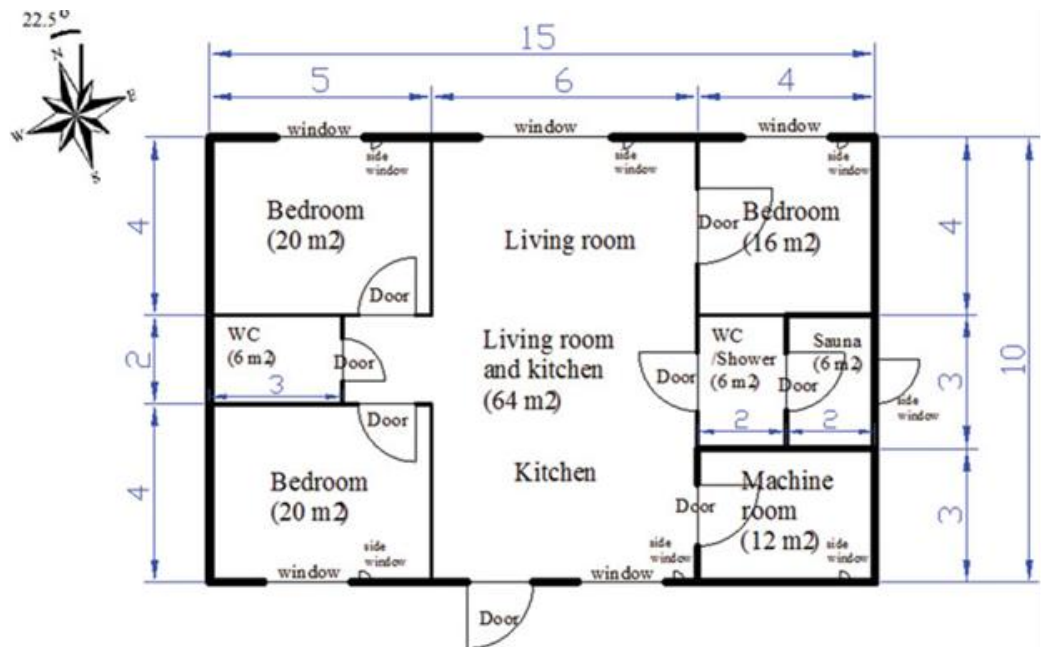 22.5°
N
E
W
S
15
5
6
4
window
window
window
side
window
side
window
side
window
4
Bedroom
(20 m2)
Door
Living room
Door
Bedroom
(16 m2)
4
2
WC
(6 m2)
3
Door
Living room
and kitchen
(64 m2)
Door
WC
/Shower
(6 m2)
2
Door
Sauna
(6 m2)
2
side
window
3
10
4
Door
Bedroom
(20 m2)
side
window
window
Kitchen
Door
side
window
window
Door
Machine
room
(12 m2)
side
window
3